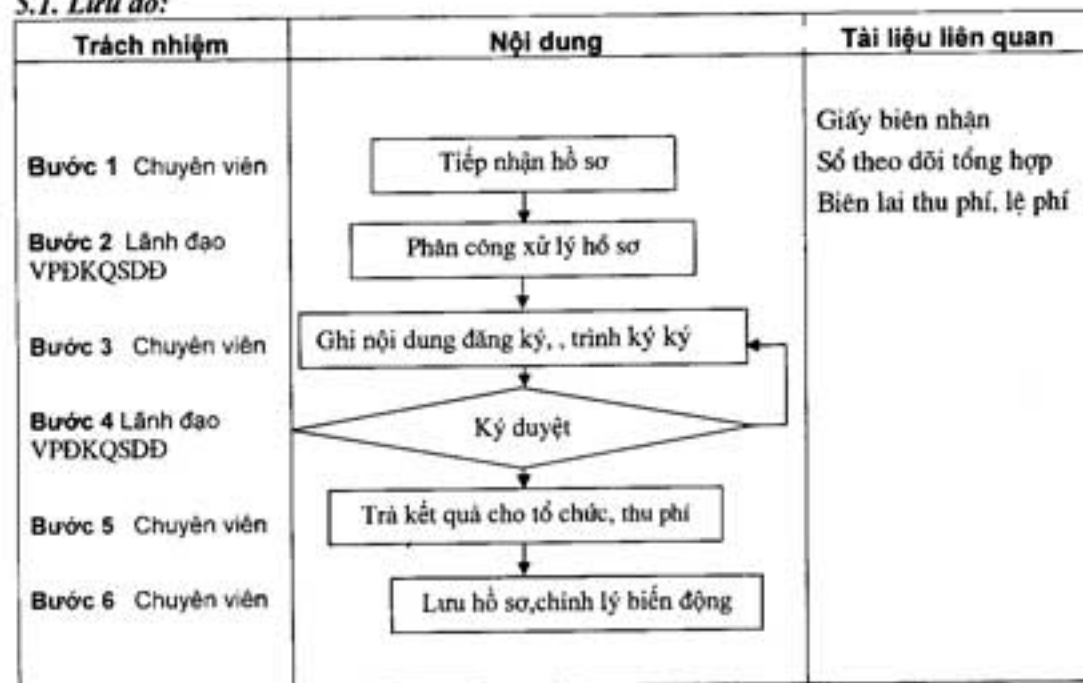 5.1. Lưu đồ:
Trách nhiệm
Nội dung
Tài liệu liên quan
Giấy biên nhận
Sổ theo dõi tổng hợp
Biên lai thu phí, lệ phí
Bước 1 Chuyên viên
Tiếp nhận hồ sơ
Bước 2 Lãnh đạo
VPĐKQSDĐ
Phân công xử lý hồ sơ
Bước 3 Chuyên viên
Ghi nội dung đăng ký, , trình ký ký
Bước 4 Lãnh đạo
VPĐKQSDĐ
Ký duyệt
Bước 5 Chuyên viên
Trả kết quả cho tổ chức, thu phí
Bước 6 Chuyên viên
Lưu hồ sơ,chỉnh lý biến động